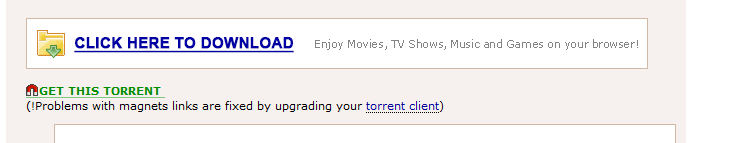 CLICK HERE TO DOWNLOAD Enjoy Movies, TV Shows, Music and Games on your browser!
GET THIS TORRENT
(!Problems with magnets links are fixed by upgrading your torrent client)